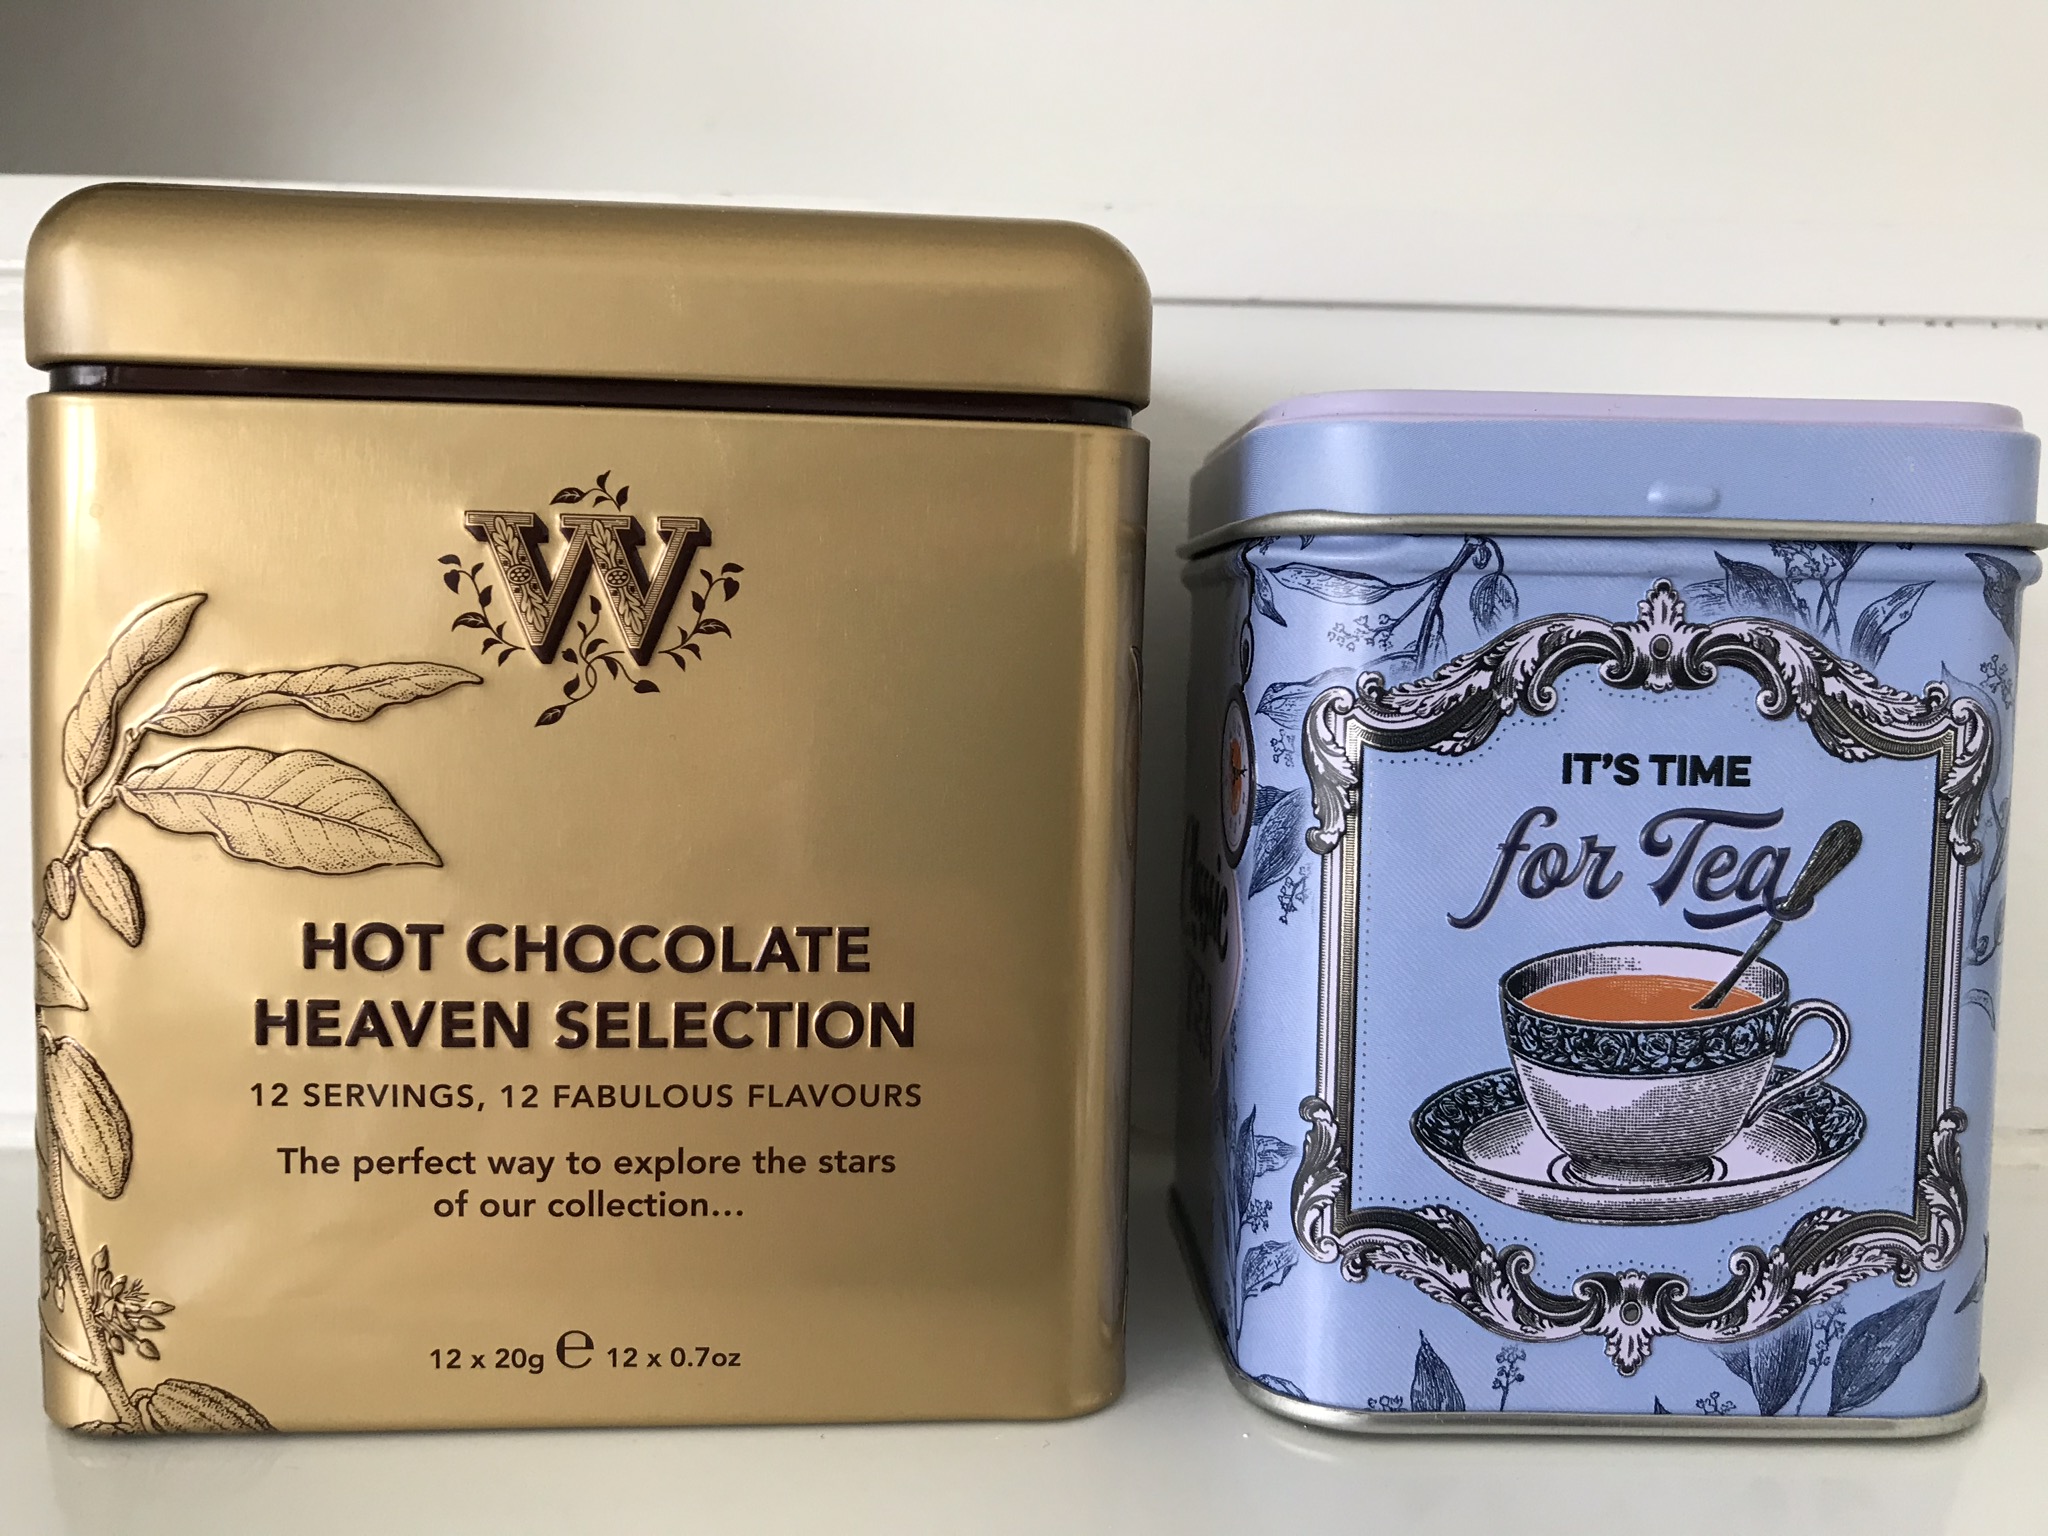 W
HOT CHOCOLATE
HEAVEN SELECTION
12 SERVINGS, 12 FABULOUS FLAVOURS
The perfect way to explore the stars
of our collection...
12 x 20g ℮ 12 x 0.7oz
IT'S TIME
for Tea